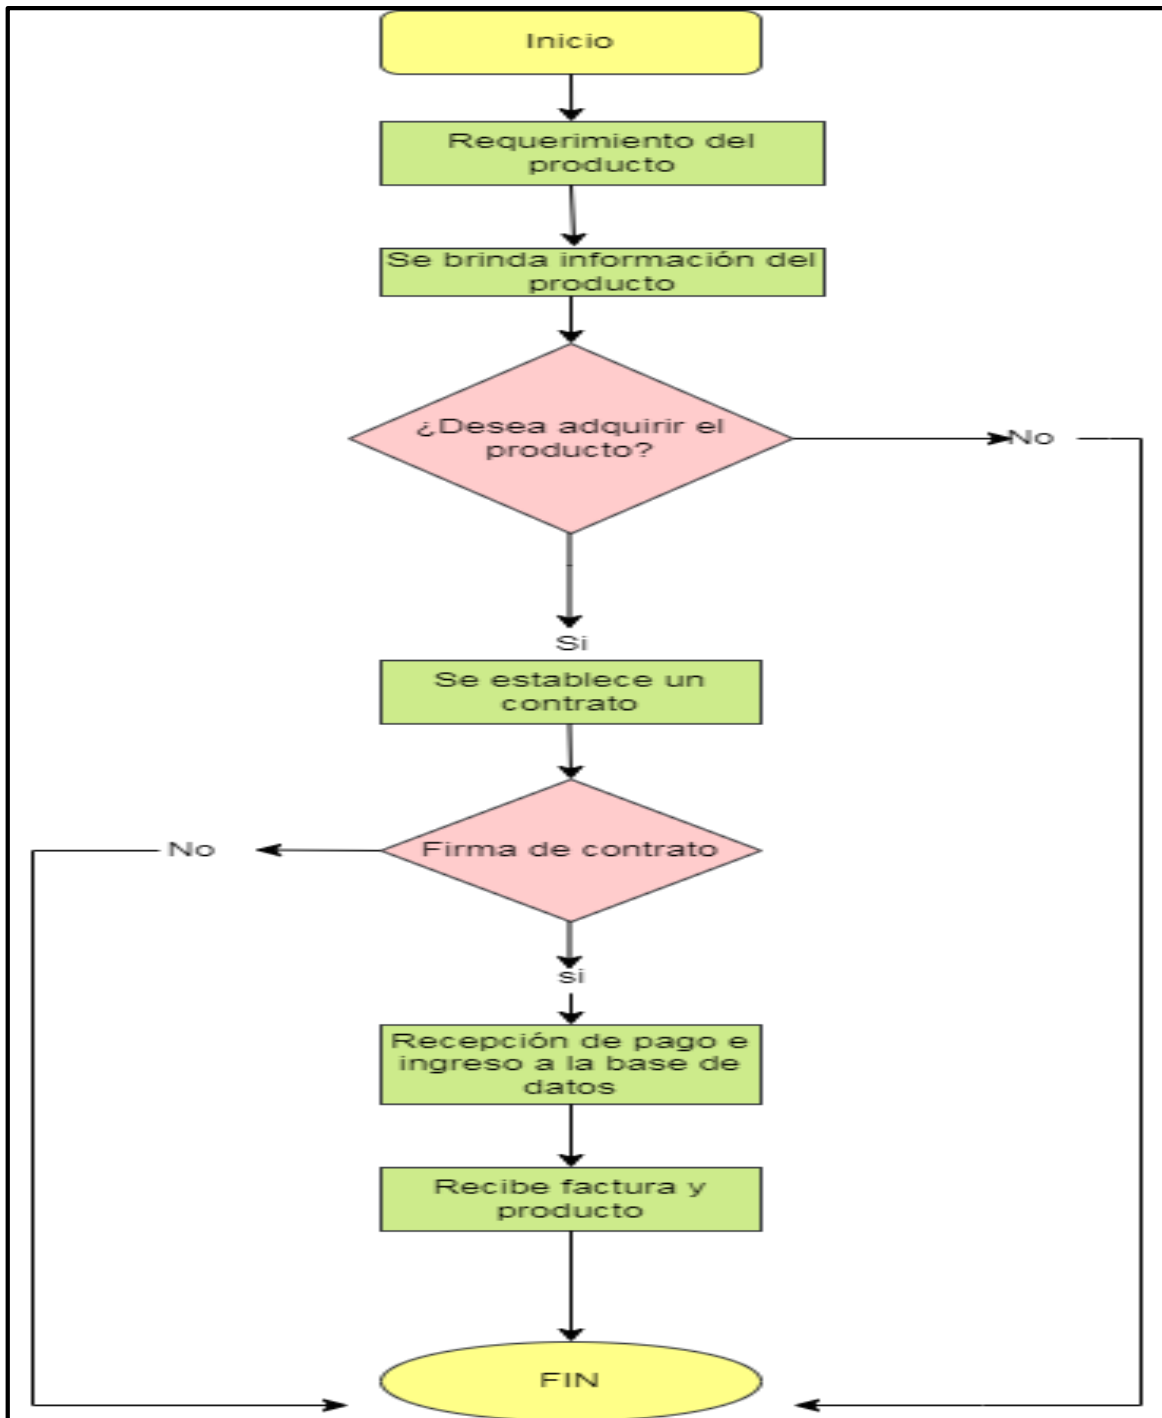 Inicio
Requerimiento del
producto
Se brinda información del
producto
¿Desea adquirir el
producto?
No
Si
Se establece un
contrato
No
Firma de contrato
si
Recepción de pago e
ingreso a la base de
datos
Recibe factura y
producto
FIN